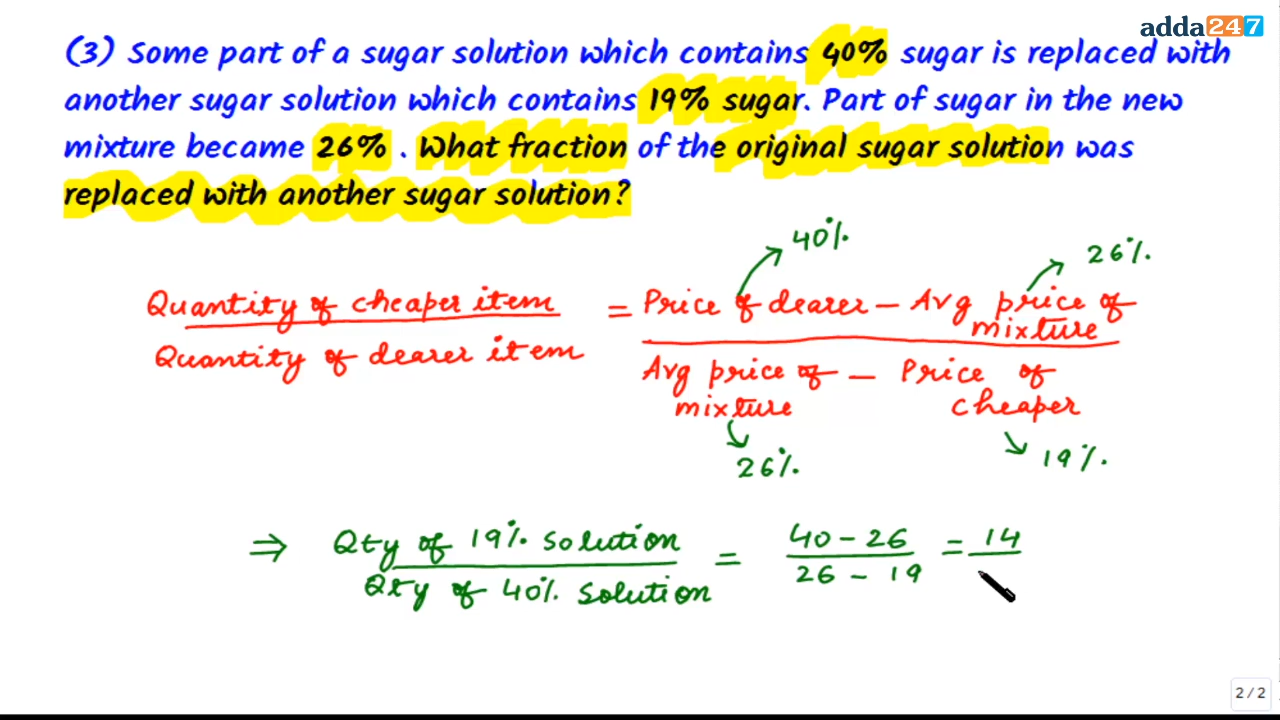 adda247
(3) Some part of a sugar solution which contains 40% sugar is replaced with
another sugar solution which contains 19% sugar. Part of sugar in the new
mixture became 26% . What fraction of the original sugar solution was
replaced with another sugar solution?
40%
26%.
Quantity of cheaper item
= Price of dearer - Avg price of
mixture
Quantity of dearer item
Avg price of - Price of
mixture cheaper
26%.
19%.
⇒ Qty of 19% solution = 40 - 26 = 14
Qty of 40% solution 26 - 19
2/2